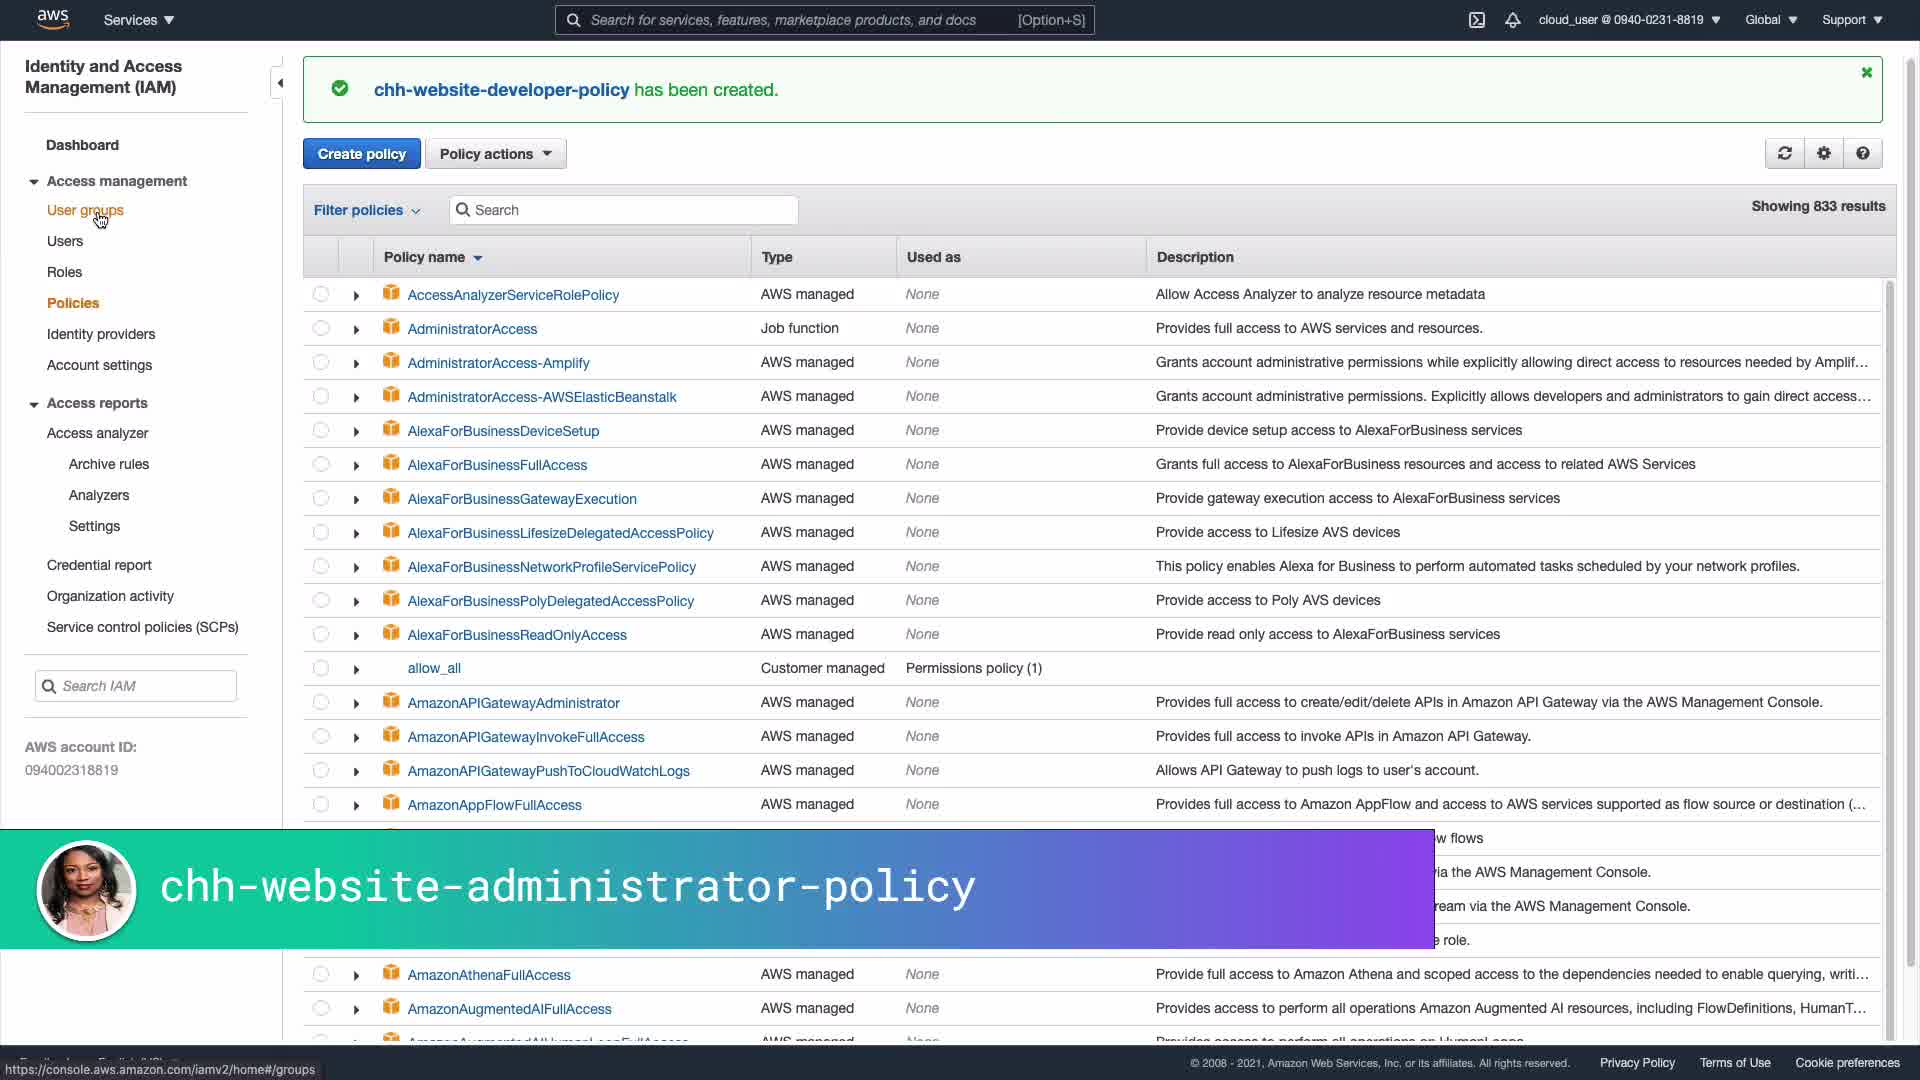 aws Services Search for services, features, marketplace products, and docs [Option+S] cloud_user @ 0940-0231-8819 Global Support
Identity and Access
Management (IAM)
Dashboard
Access management
User groups
Users
Roles
Policies
Identity providers
Account settings
Access reports
Access analyzer
Archive rules
Analyzers
Settings
Credential report
Organization activity
Service control policies (SCPs)
Search IAM
AWS account ID:
094002318819
chh-website-developer-policy has been created.
Create policy Policy actions
Filter policies Search Showing 833 results
Policy name Type Used as Description
AccessAnalyzerServiceRolePolicy AWS managed None Allow Access Analyzer to analyze resource metadata
AdministratorAccess Job function None Provides full access to AWS services and resources.
AdministratorAccess-Amplify AWS managed None Grants account administrative permissions while explicitly allowing direct access to resources needed by Amplif...
AdministratorAccess-AWSElasticBeanstalk AWS managed None Grants account administrative permissions. Explicitly allows developers and administrators to gain direct access...
AlexaForBusinessDeviceSetup AWS managed None Provide device setup access to AlexaForBusiness services
AlexaForBusinessFullAccess AWS managed None Grants full access to AlexaForBusiness resources and access to related AWS Services
AlexaForBusinessGatewayExecution AWS managed None Provide gateway execution access to AlexaForBusiness services
AlexaForBusinessLifesizeDelegatedAccessPolicy AWS managed None Provide access to Lifesize AVS devices
AlexaForBusinessNetworkProfileServicePolicy AWS managed None This policy enables Alexa for Business to perform automated tasks scheduled by your network profiles.
AlexaForBusinessPolyDelegatedAccessPolicy AWS managed None Provide access to Poly AVS devices
AlexaForBusinessReadOnlyAccess AWS managed None Provide read only access to AlexaForBusiness services
allow_all Customer managed Permissions policy (1)
AmazonAPIGatewayAdministrator AWS managed None Provides full access to create/edit/delete APIs in Amazon API Gateway via the AWS Management Console.
AmazonAPIGatewayInvokeFullAccess AWS managed None Provides full access to invoke APIs in Amazon API Gateway.
AmazonAPIGatewayPushToCloudWatchLogs AWS managed None Allows API Gateway to push logs to user's account.
AmazonAppFlowFullAccess AWS managed None Provides full access to Amazon AppFlow and access to AWS services supported as flow source or destination (...
flows
via the AWS Management Console.
chh-website-administrator-policy
via the AWS Management Console.
role.
AmazonAthenaFullAccess AWS managed None Provide full access to Amazon Athena and scoped access to the dependencies needed to enable querying, writi...
AmazonAugmentedAIFullAccess AWS managed None Provides access to perform all operations Amazon Augmented AI resources, including FlowDefinitions, HumanT...
https://console.aws.amazon.com/iamv2/home#/groups
© 2008 - 2021, Amazon Web Services, Inc. or its affiliates. All rights reserved. Privacy Policy Terms of Use Cookie preferences